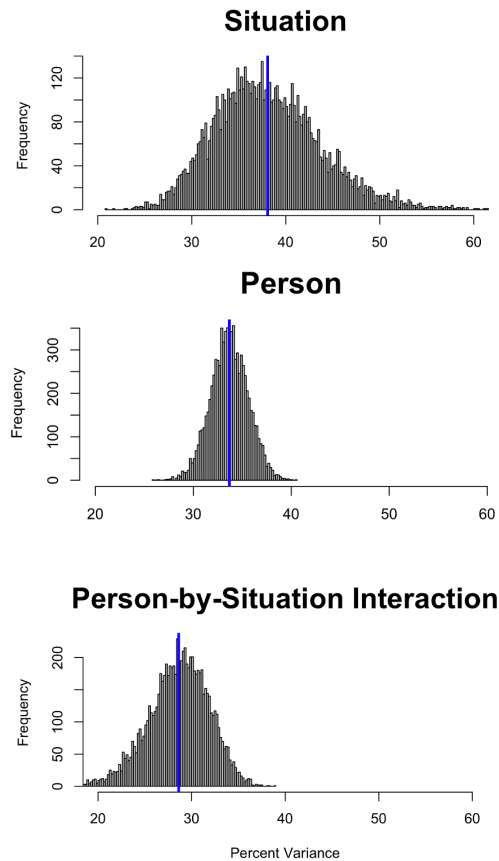 Situation
Frequency
0 40 80 120
20 30 40 50 60
Person
Frequency
0 100 200 300
20 30 40 50 60
Person-by-Situation Interaction
Frequency
0 50 100 200
20 30 40 50 60
Percent Variance